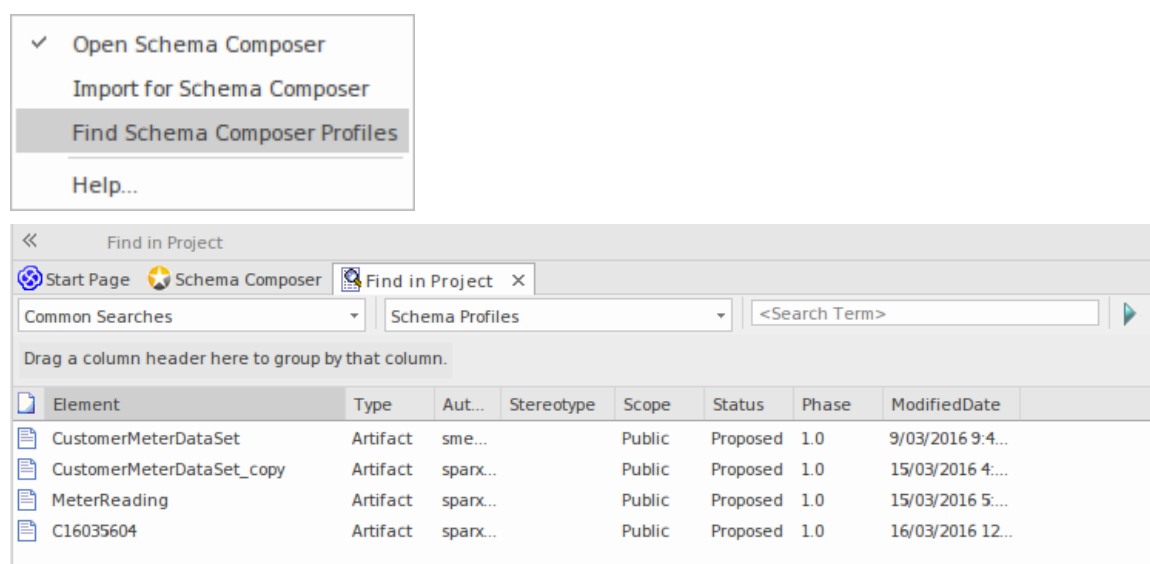 Open Schema Composer
Import for Schema Composer
Find Schema Composer Profiles
Help...
Find in Project
Start Page Schema Composer Find in Project
Common Searches Schema Profiles <Search Term>
Drag a column header here to group by that column.
Element Type Aut... Stereotype Scope Status Phase ModifiedDate
CustomerMeterDataSet Artifact sme... Public Proposed 1.0 9/03/2016 9:4...
CustomerMeterDataSet_copy Artifact sparx... Public Proposed 1.0 15/03/2016 4:...
MeterReading Artifact sparx... Public Proposed 1.0 15/03/2016 5:...
C16035604 Artifact sparx... Public Proposed 1.0 16/03/2016 12...